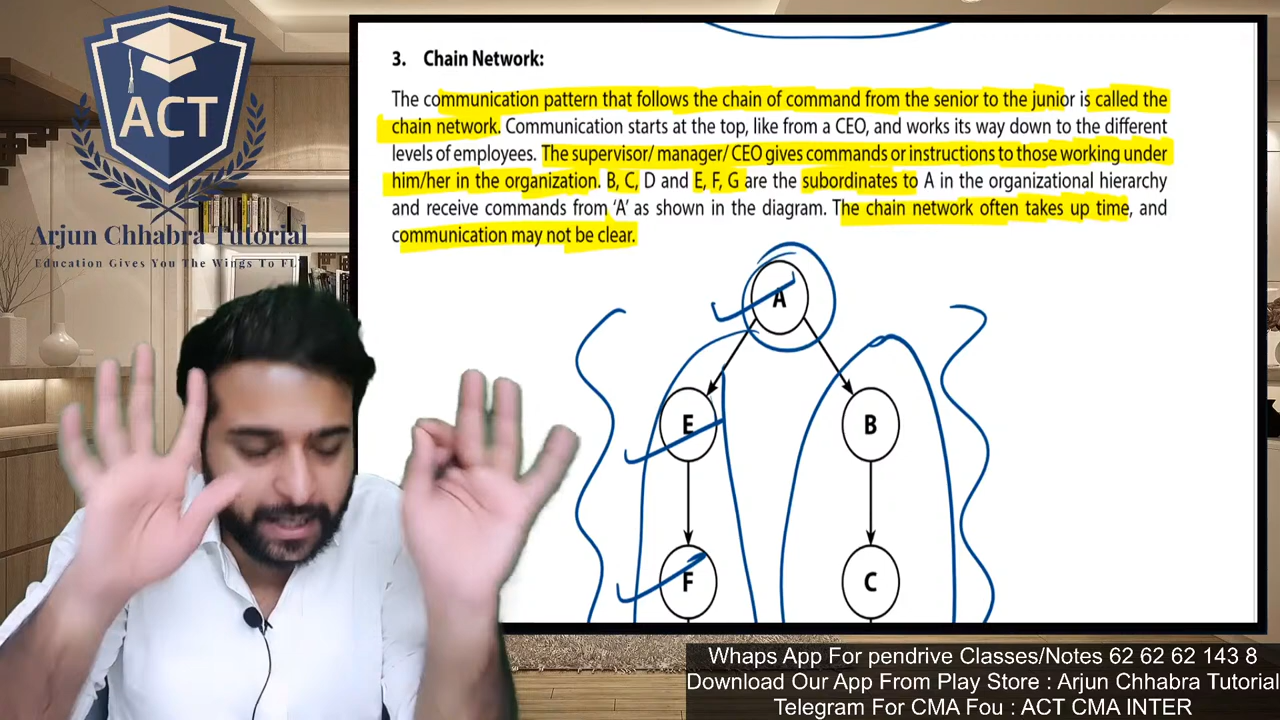 ACT
Arjun Chhabra Tutorial
Education Gives You The Wings To
3. Chain Network:
The communication pattern that follows the chain of command from the senior to the junior is called the
chain network. Communication starts at the top, like from a CEO, and works its way down to the different
levels of employees. The supervisor/ manager/ CEO gives commands or instructions to those working under
him/her in the organization. B, C, D and E, F, G are the subordinates to A in the organizational hierarchy
and receive commands from ‘A’ as shown in the diagram. The chain network often takes up time, and
communication may not be clear.
A
E B
F C
Whaps App For pendrive Classes/Notes 62 62 62 143 8
Download Our App From Play Store : Arjun Chhabra Tutorial
Telegram For CMA Fou : ACT CMA INTER